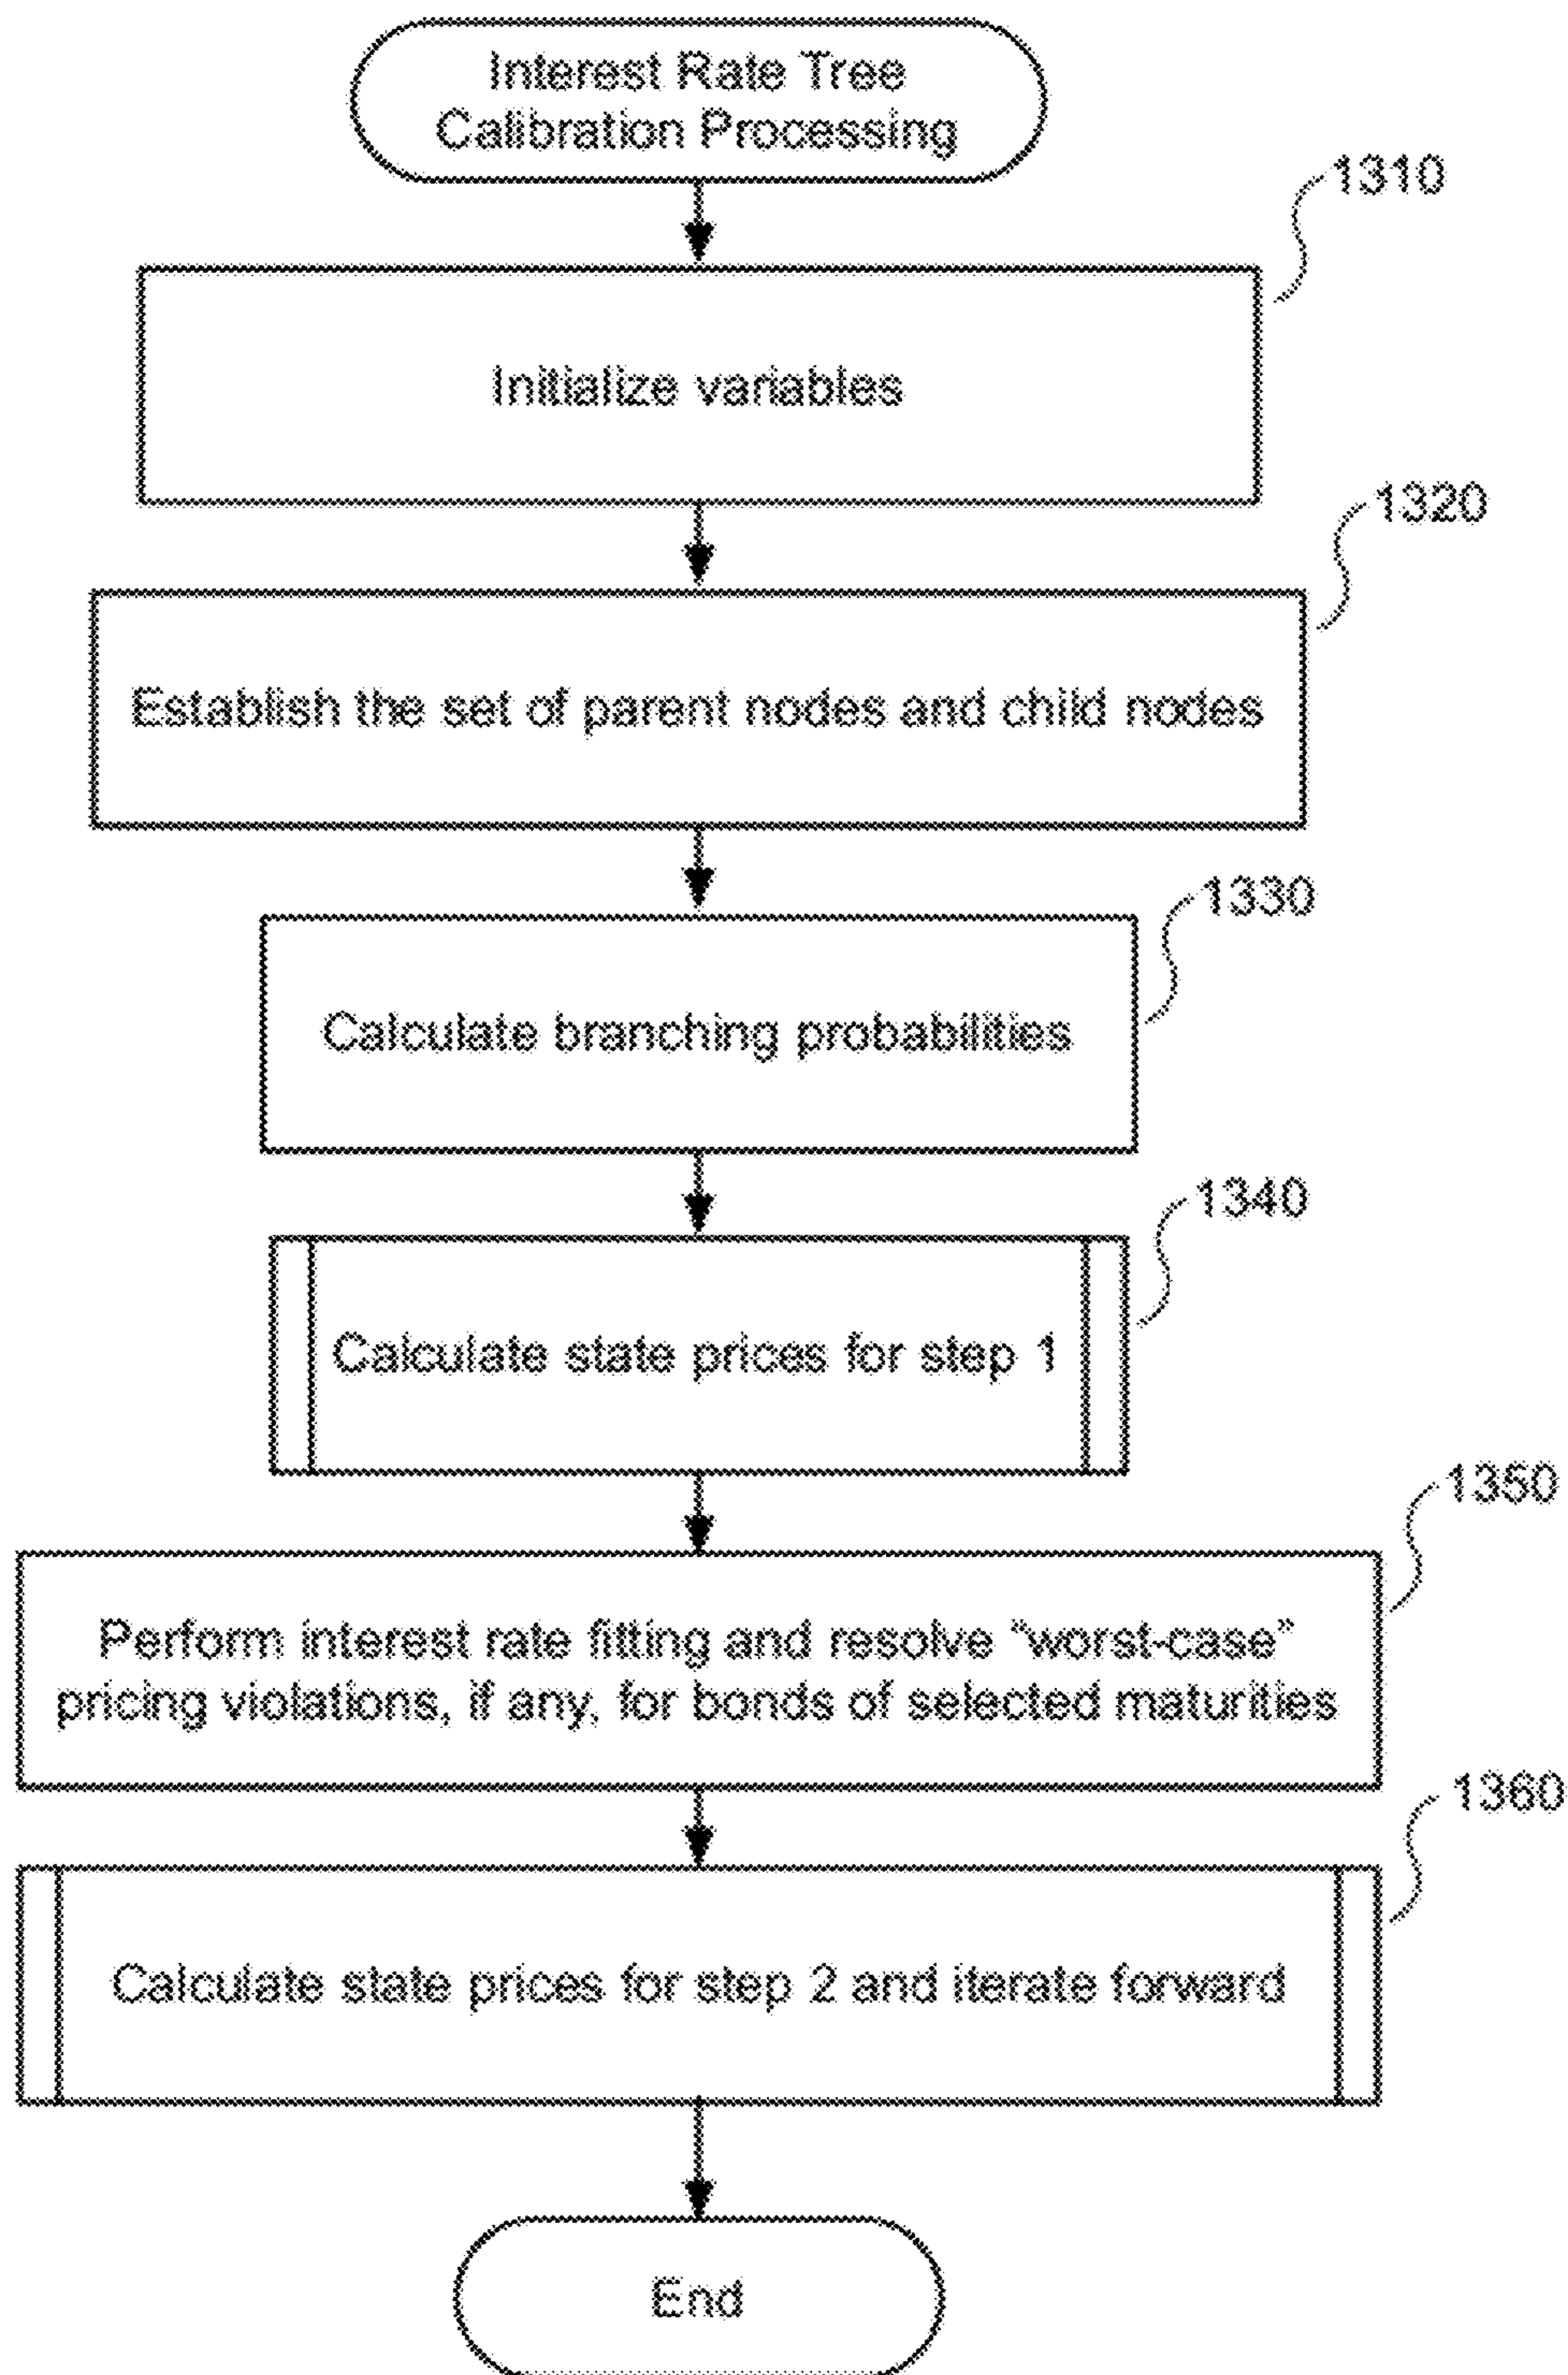 Interest Rate Tree
Calibration Processing
1310
Initialize variables
1320
Establish the set of parent nodes and child nodes
1330
Calculate branching probabilities
1340
Calculate state prices for step 1
1350
Perform interest rate fitting and resolve "worst-case"
pricing violations, if any, for bonds of selected maturities
1360
Calculate state prices for step 2 and iterate forward
End